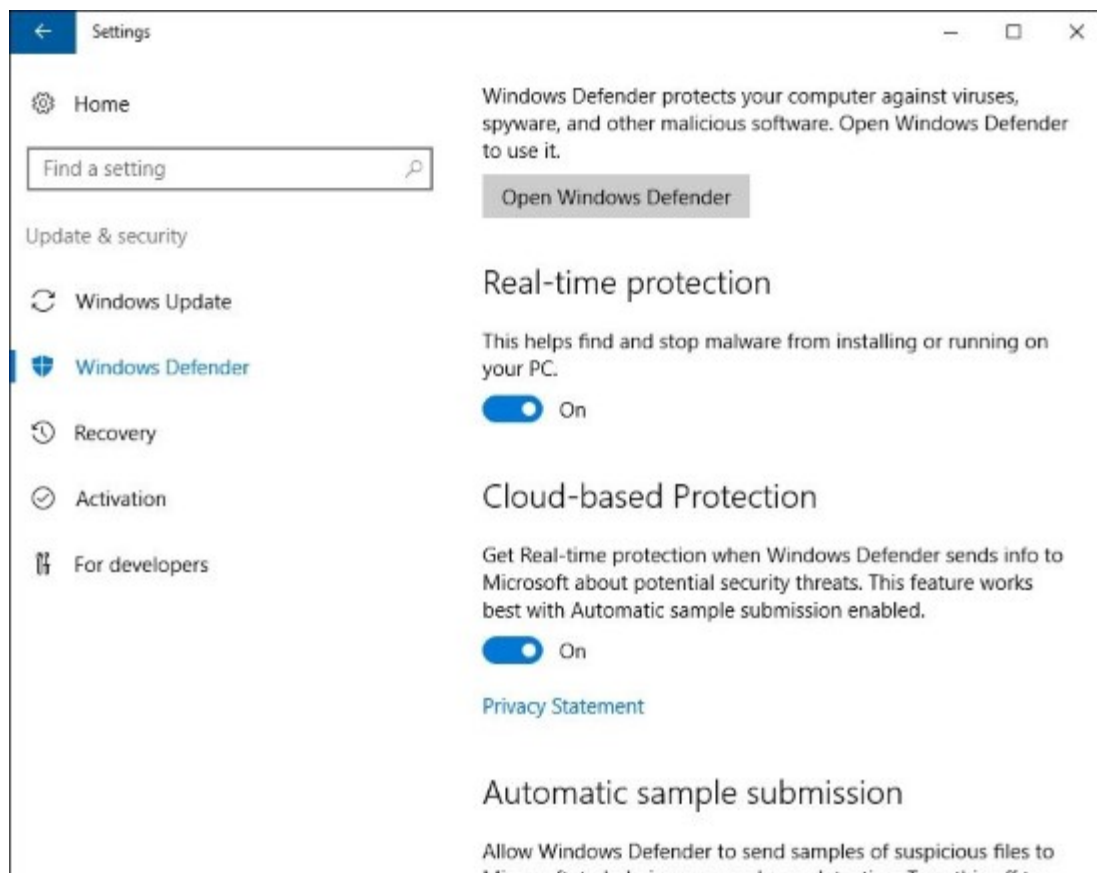 Settings
Home
Find a setting
Update & security
Windows Update
Windows Defender
Recovery
Activation
For developers
Windows Defender protects your computer against viruses,
spyware, and other malicious software. Open Windows Defender
to use it.
Open Windows Defender
Real-time protection
This helps find and stop malware from installing or running on
your PC.
On
Cloud-based Protection
Get Real-time protection when Windows Defender sends info to
Microsoft about potential security threats. This feature works
best with Automatic sample submission enabled.
On
Privacy Statement
Automatic sample submission
Allow Windows Defender to send samples of suspicious files to